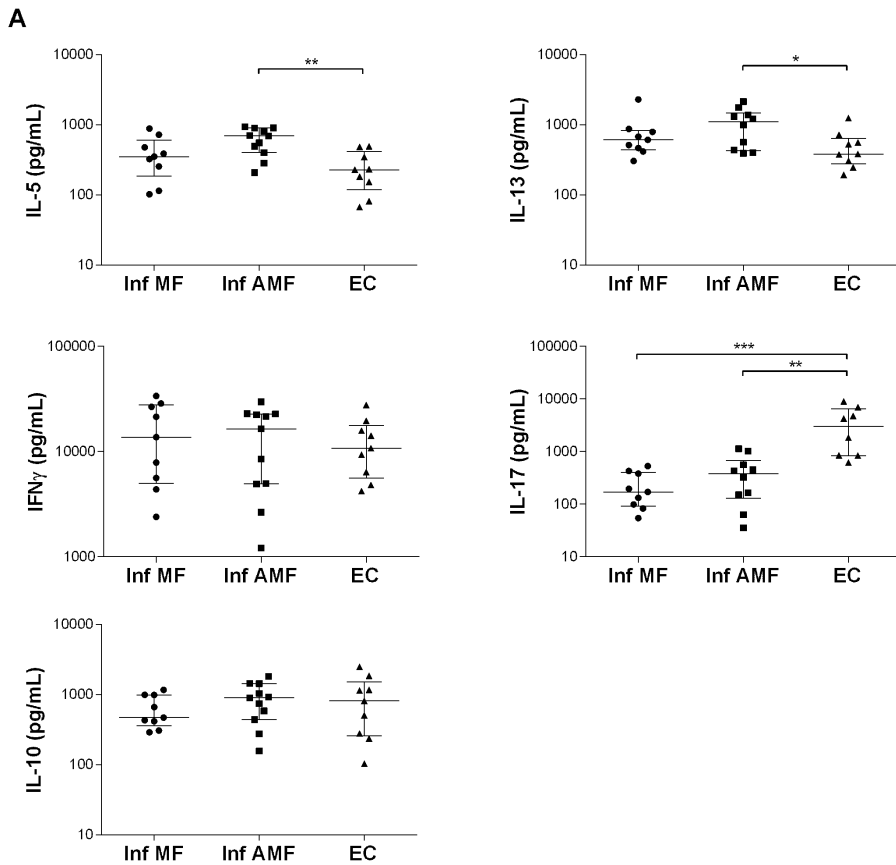 A
IL-5 (pg/mL)
10000
1000
100
10
**
Inf MF Inf AMF EC
IL-13 (pg/mL)
10000
1000
100
10
*
Inf MF Inf AMF EC
IFNγ (pg/mL)
100000
10000
1000
Inf MF Inf AMF EC
IL-17 (pg/mL)
100000
10000
1000
100
10
***
**
Inf MF Inf AMF EC
IL-10 (pg/mL)
10000
1000
100
10
Inf MF Inf AMF EC